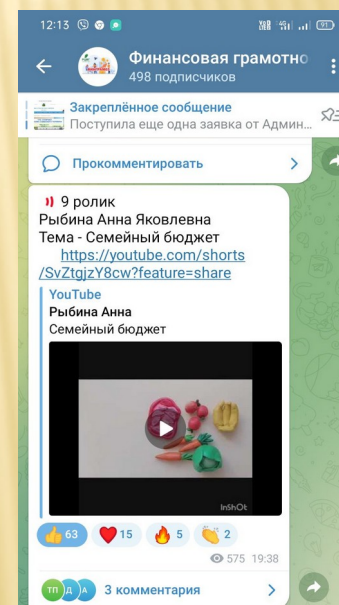 12:13
91
Финансовая грамотно
498 подписчиков
Закреплённое сообщение
Поступила еще одна заявка от Админ...
Прокомментировать
9 ролик
Рыбина Анна Яковлевна
Тема - Семейный бюджет
https://youtube.com/shorts
/SvZtgjzY8cw?feature=share
YouTube
Рыбина Анна
Семейный бюджет
InShOt
63 15 5 2
575 19:38
ТП Д А 3 комментария